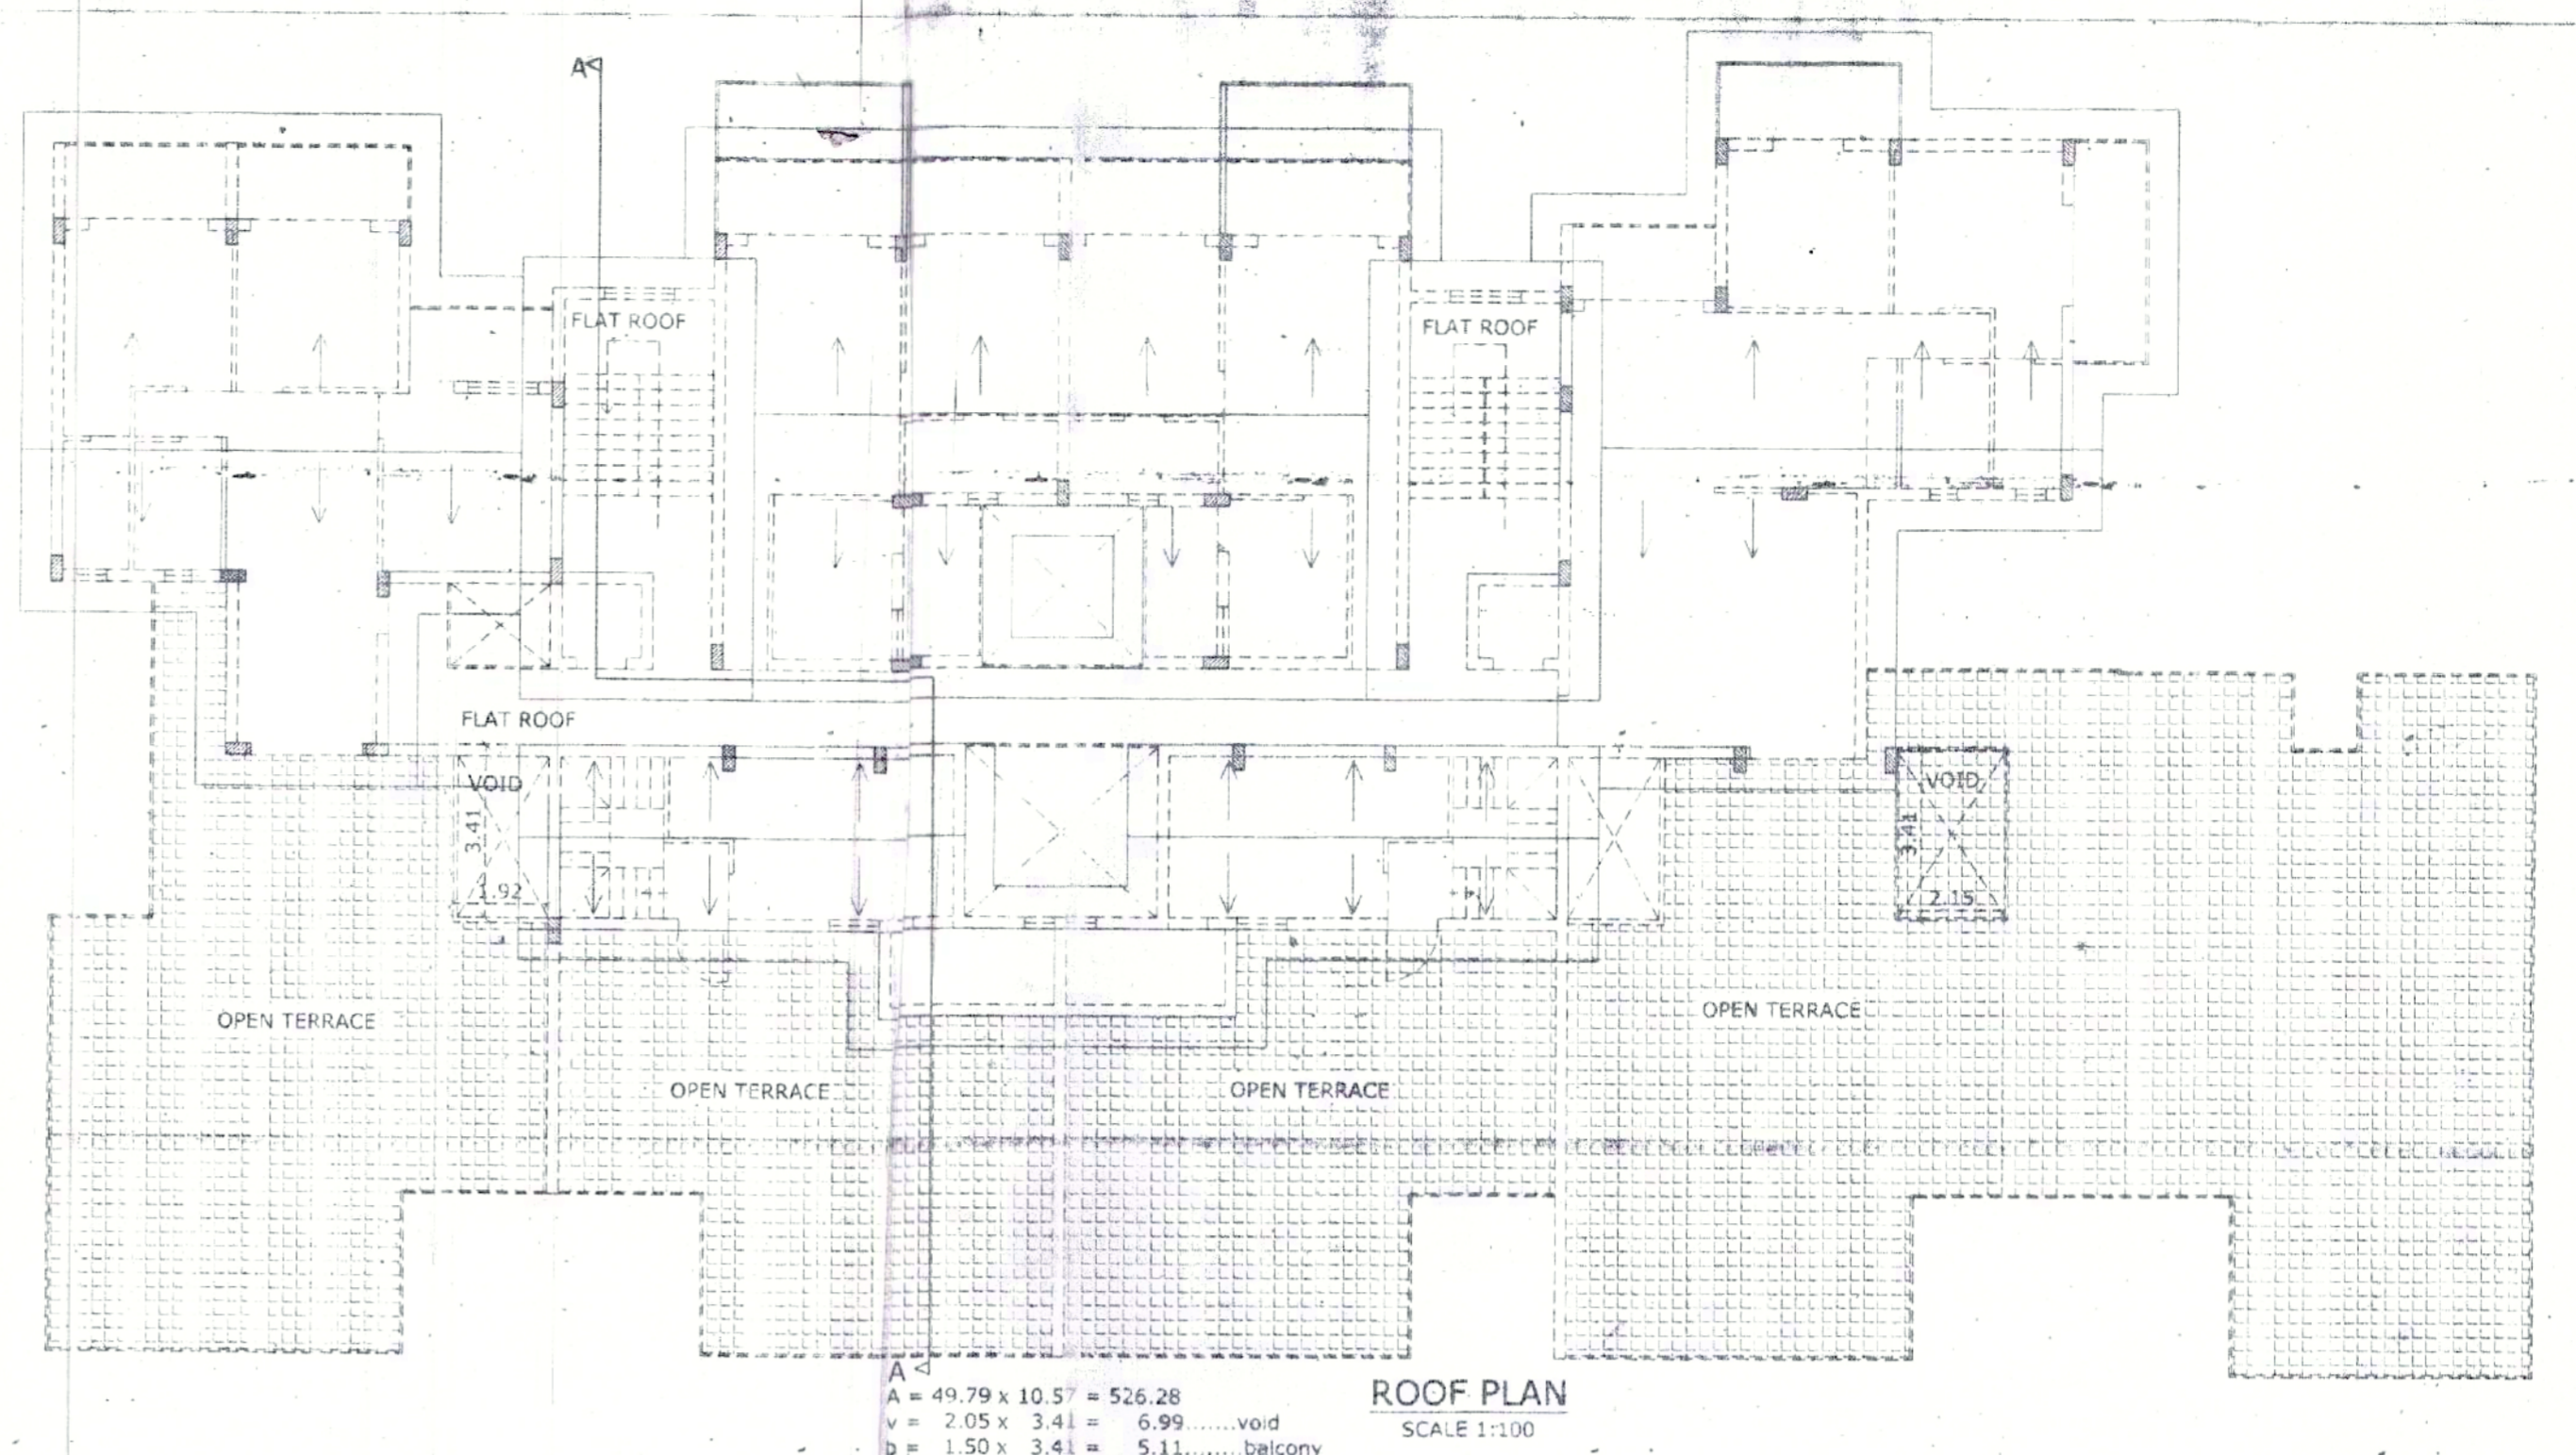 A
FLAT ROOF
FLAT ROOF
FLAT ROOF
VOID
3.41
1.92
VOID
3.41
2.15
OPEN TERRACE
OPEN TERRACE
OPEN TERRACE
OPEN TERRACE
A
A = 49.79 x 10.57 = 526.28
v = 2.05 x 3.41 = 6.99.......void
b = 1.50 x 3.41 = 5.11........balcony
ROOF PLAN
SCALE 1:100